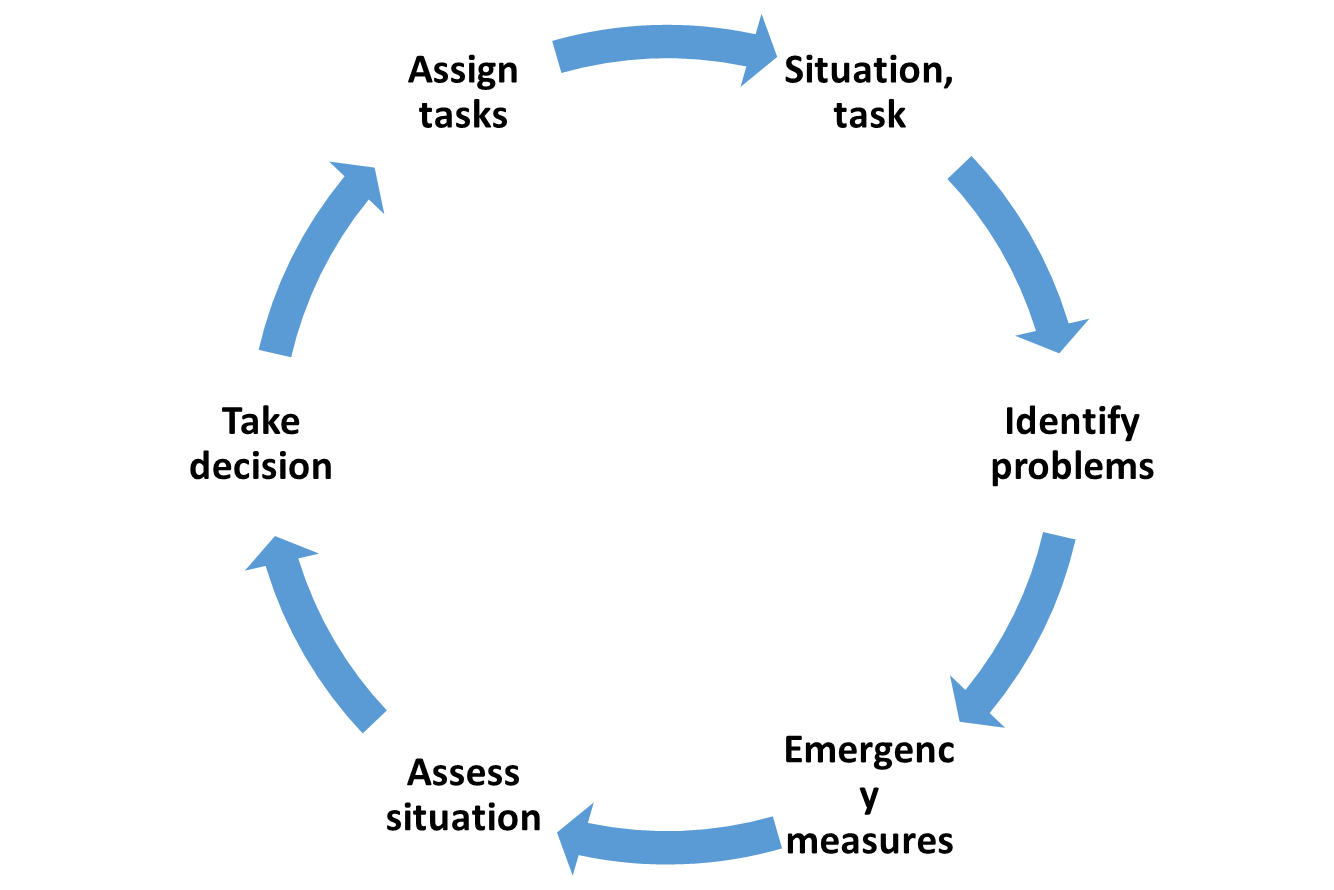 Assign
tasks
Situation,
task
Identify
problems
Emergenc
y
measures
Assess
situation
Take
decision